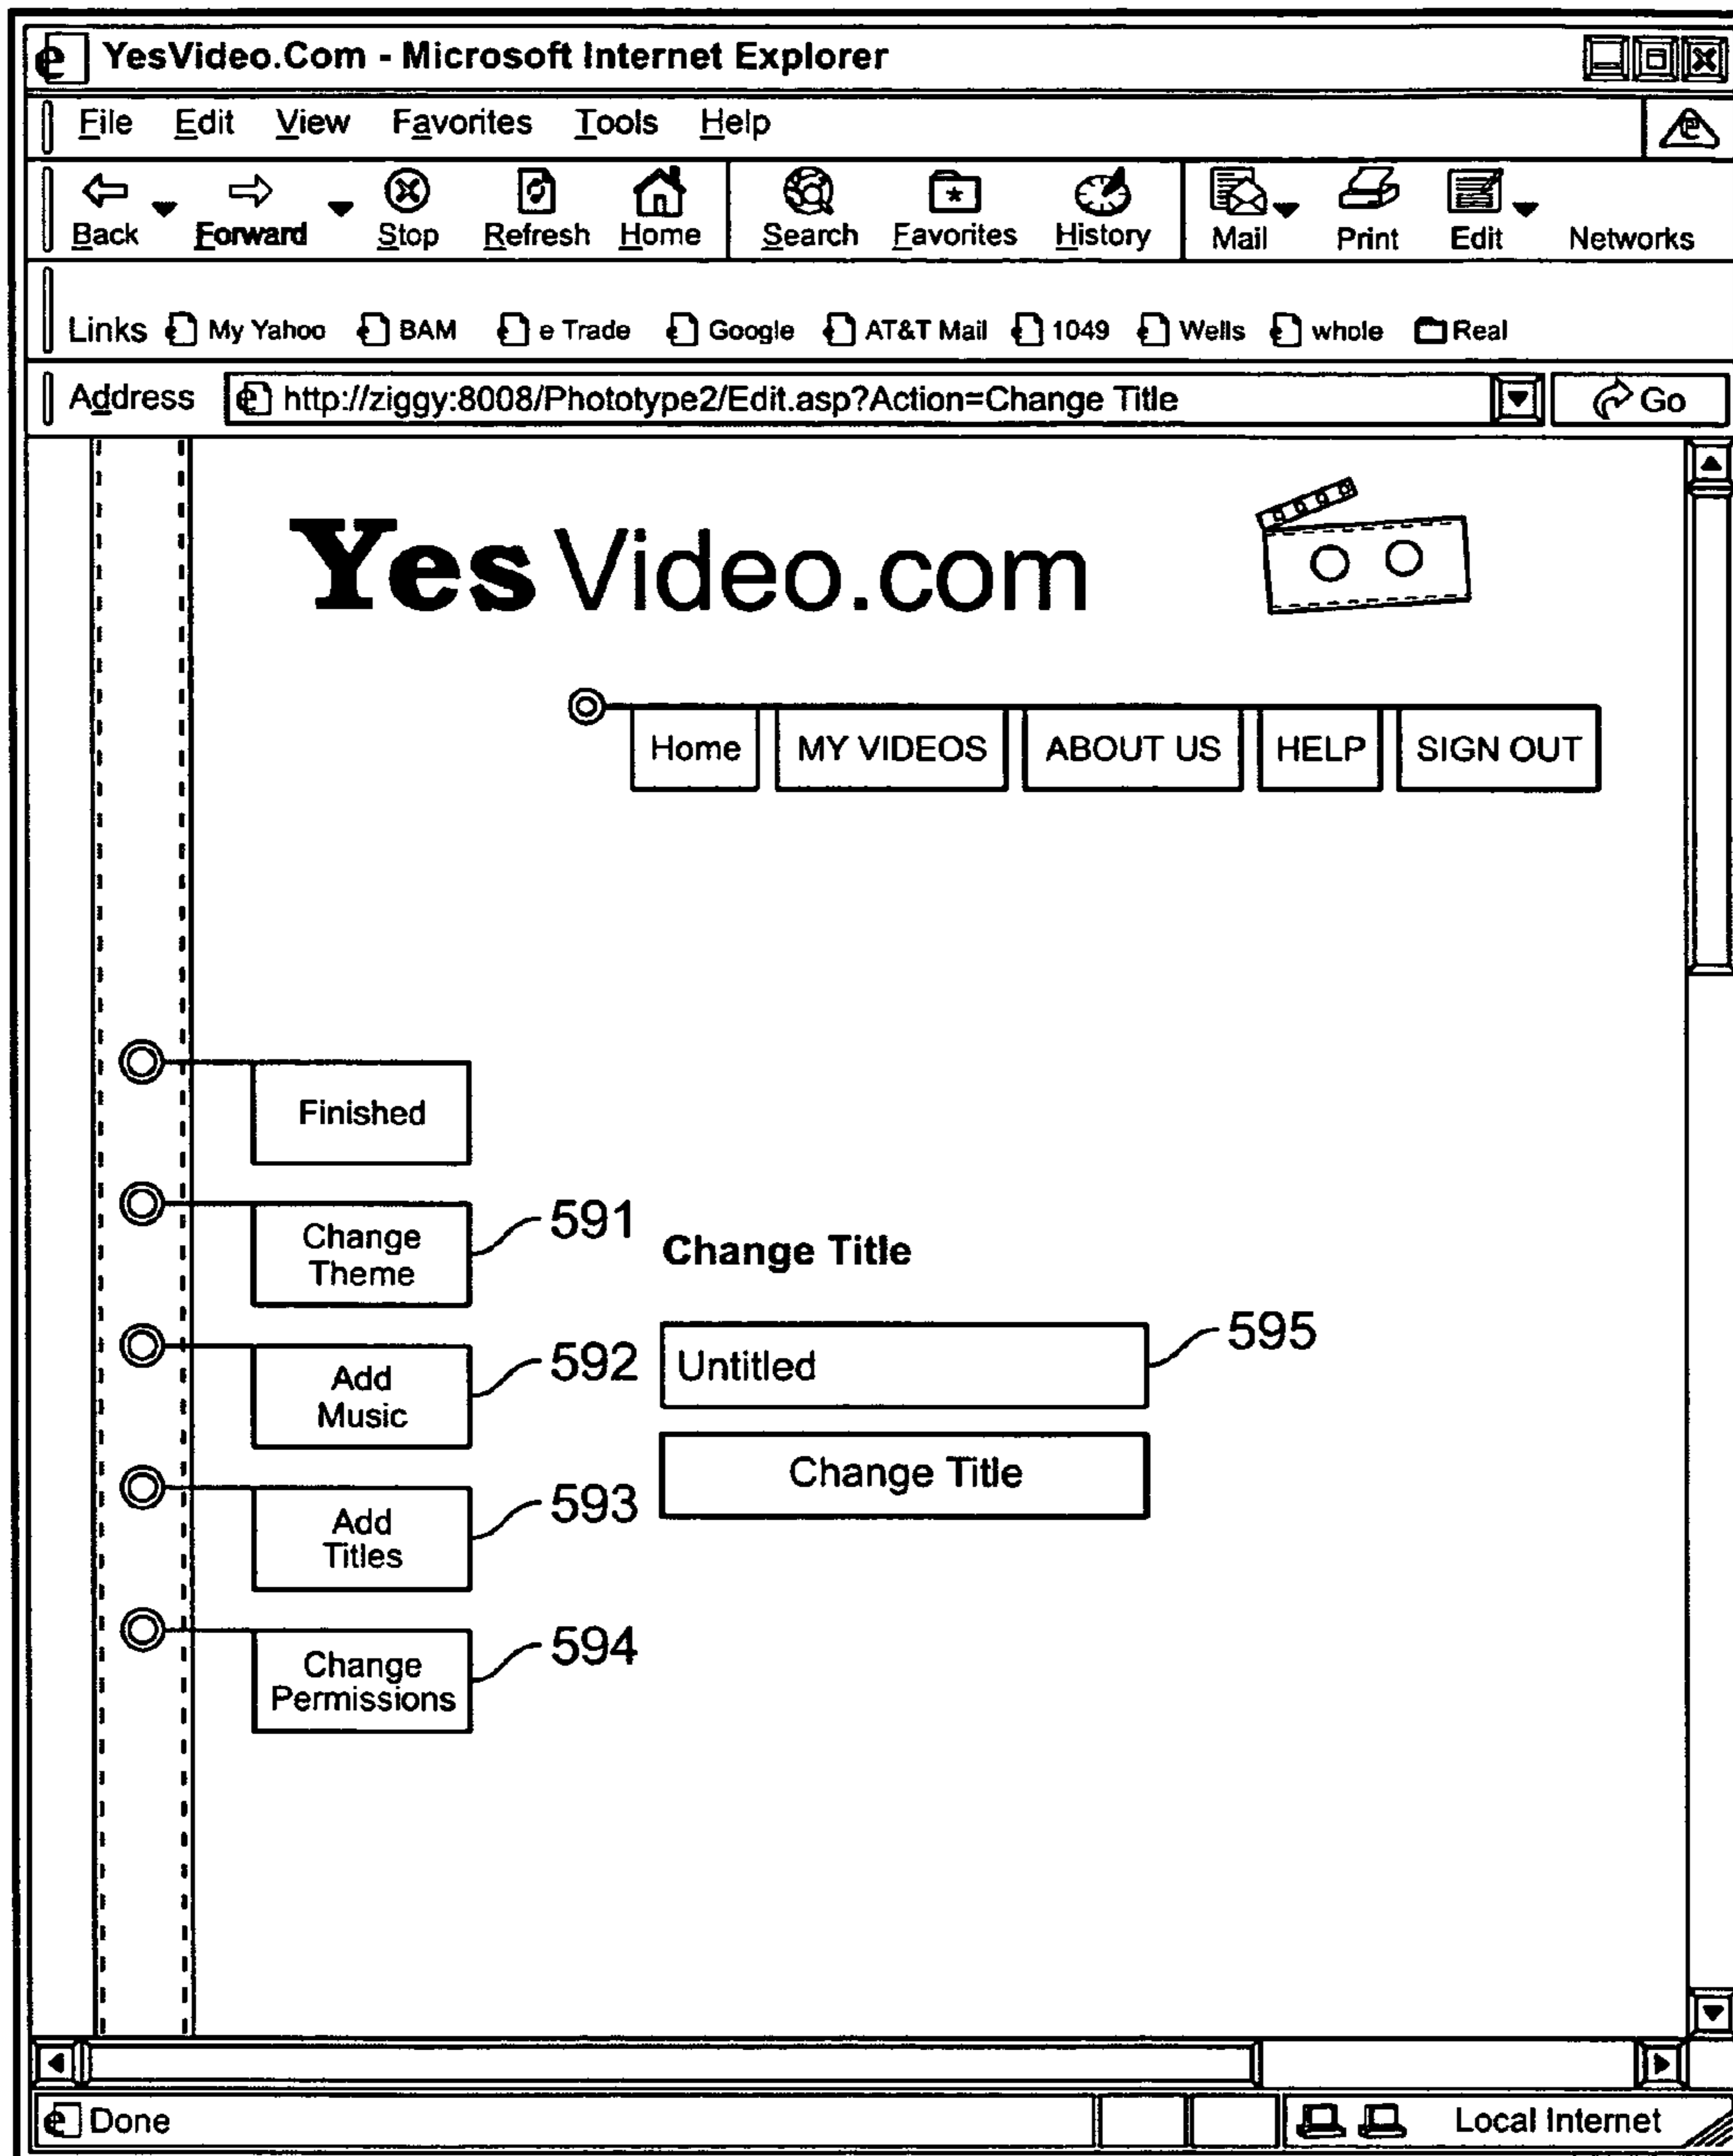 YesVideo.Com - Microsoft Internet Explorer
File Edit View Favorites Tools Help
Back Forward Stop Refresh Home Search Favorites History Mail Print Edit Networks
Links My Yahoo BAM e Trade Google AT&T Mail 1049 Wells whole Real
Address http://ziggy:8008/Phototype2/Edit.asp?Action=Change Title Go
Yes Video.com
Home MY VIDEOS ABOUT US HELP SIGN OUT
Finished
Change
Theme
591
Change Title
Add
Music
592
Untitled
595
Change Title
Add
Titles
593
Change
Permissions
594
Done Local Internet